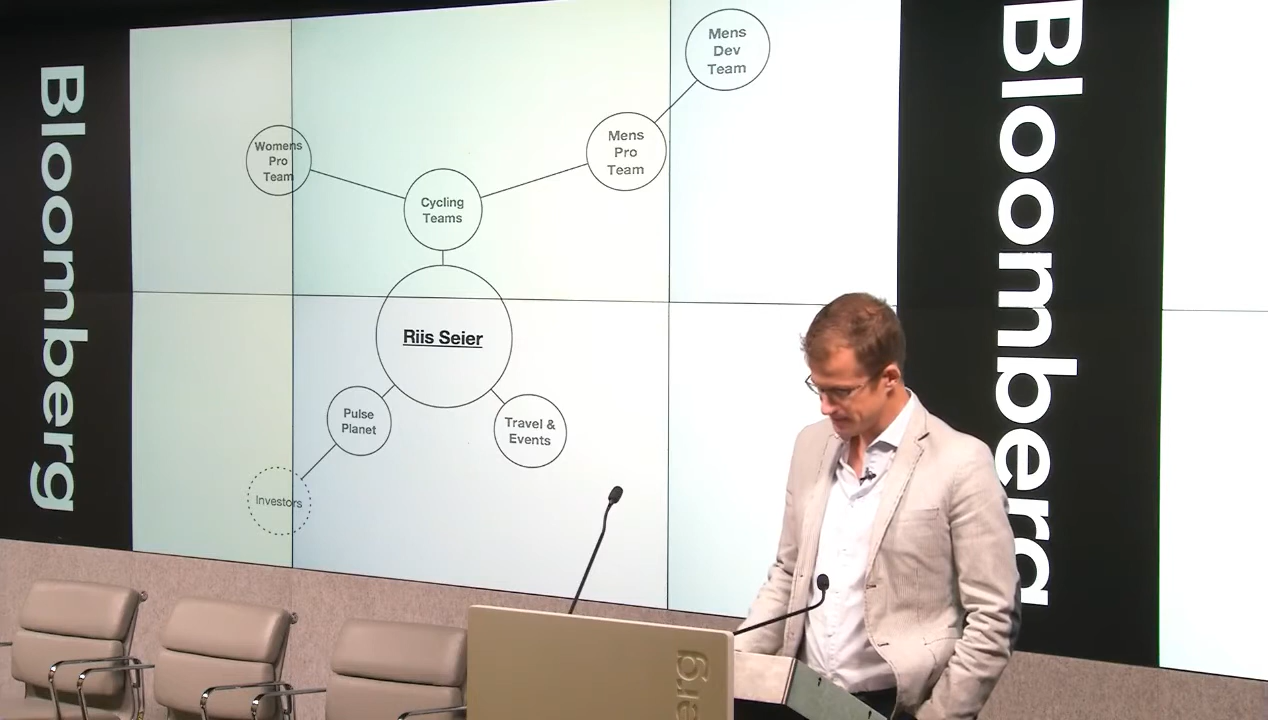 Bloomberg
Mens
Dev
Team
Womens
Pro
Team
Mens
Pro
Team
Cycling
Teams
Riis Seier
Pulse
Planet
Travel &
Events
Investors
Bloomberg
erg